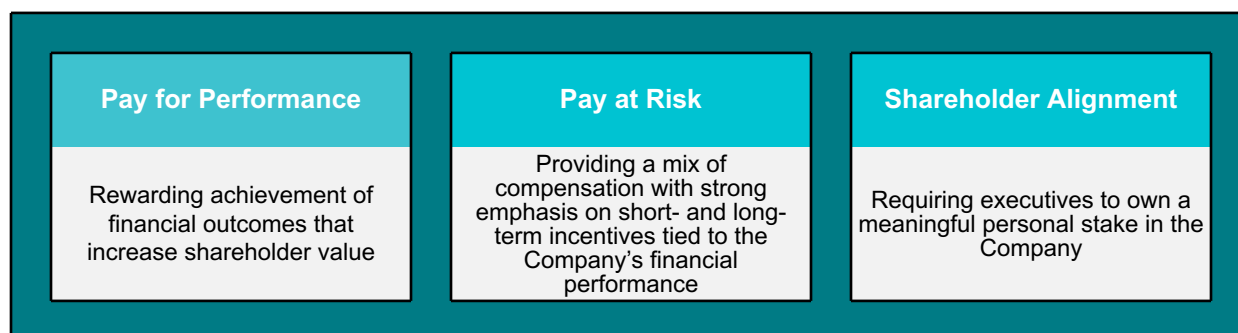 Pay for Performance
Rewarding achievement of
financial outcomes that
increase shareholder value
Pay at Risk
Providing a mix of
compensation with strong
emphasis on short- and long-
term incentives tied to the
Company’s financial
performance
Shareholder Alignment
Requiring executives to own a
meaningful personal stake in the
Company